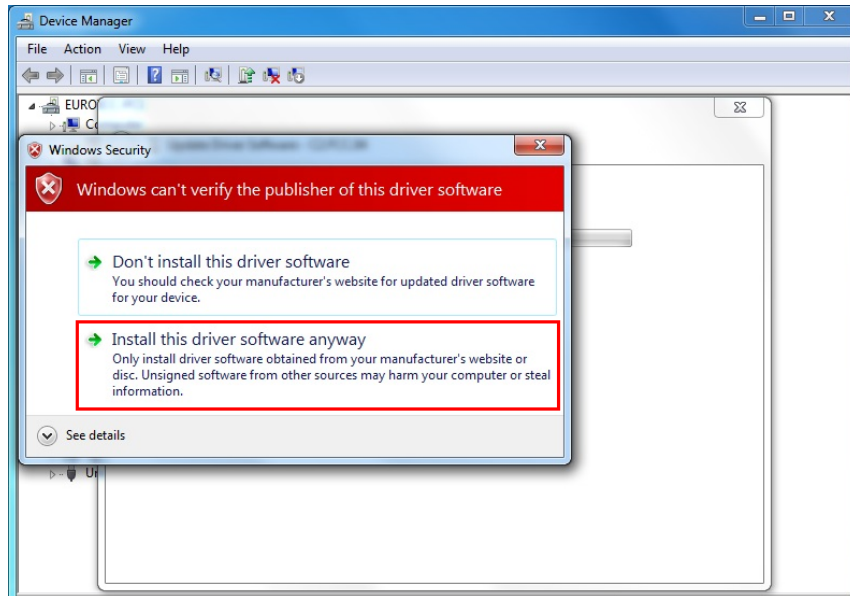 Device Manager
File Action View Help
EURO
Windows Security
Windows can't verify the publisher of this driver software
Don't install this driver software
You should check your manufacturer's website for updated driver software
for your device.
Install this driver software anyway
Only install driver software obtained from your manufacturer's website or
disc. Unsigned software from other sources may harm your computer or steal
information.
See details